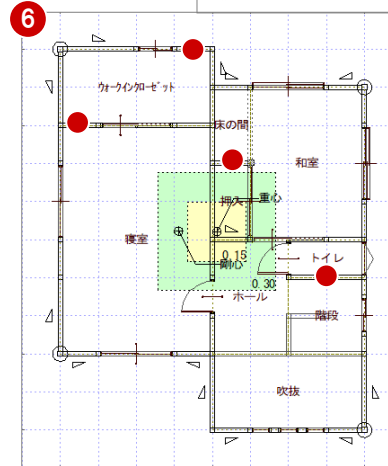 6
ウォークインクローゼット
床の間
和室
押入
重心
寝室
0.15
トイレ
剛心
0.30
ホール
階段
吹抜